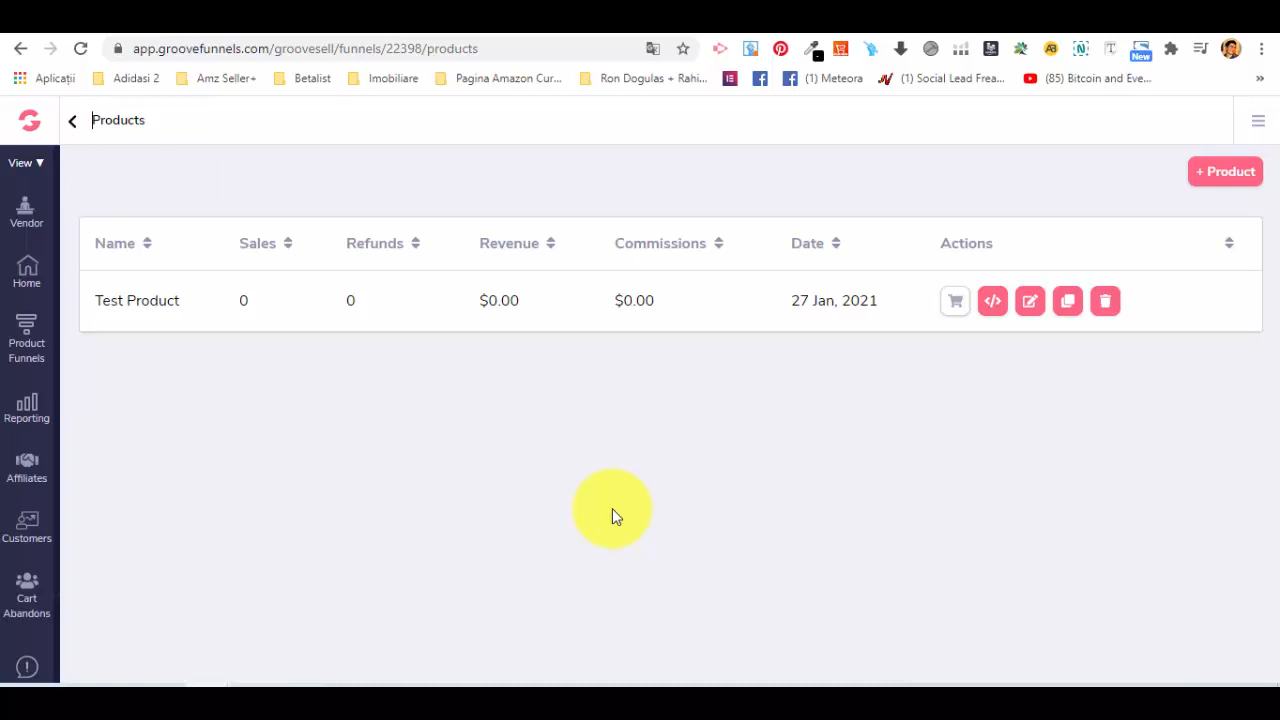 app.groovefunnels.com/groovesell/funnels/22398/products
New
Aplicații
Adidasi 2
Amz Seller+
Betalist
Imobiliare
Pagina Amazon Cur...
Ron Dogulas + Rahi...
(1) Meteora
(1) Social Lead Frea...
(85) Bitcoin and Eve...
»
Products
View ▼
+ Product
Vendor
Home
Product
Funnels
Reporting
Affiliates
Customers
Cart
Abandons
Name Sales Refunds Revenue Commissions Date Actions
Test Product 0 0 $0.00 $0.00 27 Jan, 2021